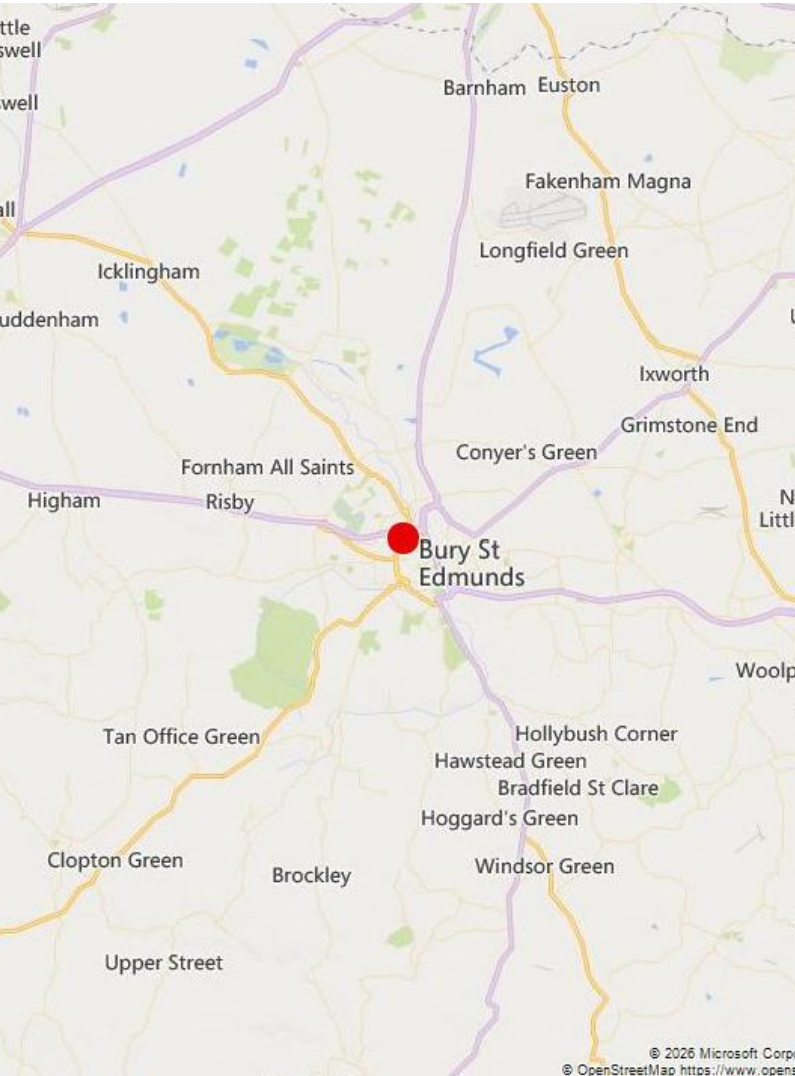 ttle
swell
Barnham
Euston
swell
Fakenham Magna
all
Longfield Green
Icklingham
uddenham
Ixworth
Grimstone End
Conyer's Green
Fornham All Saints
Higham
Risby
N
Littl
Bury St
Edmunds
Woolp
Hollybush Corner
Tan Office Green
Hawstead Green
Bradfield St Clare
Hoggard's Green
Clopton Green
Windsor Green
Brockley
Upper Street
© 2026 Microsoft Corp
© OpenStreetMap https://www.opens